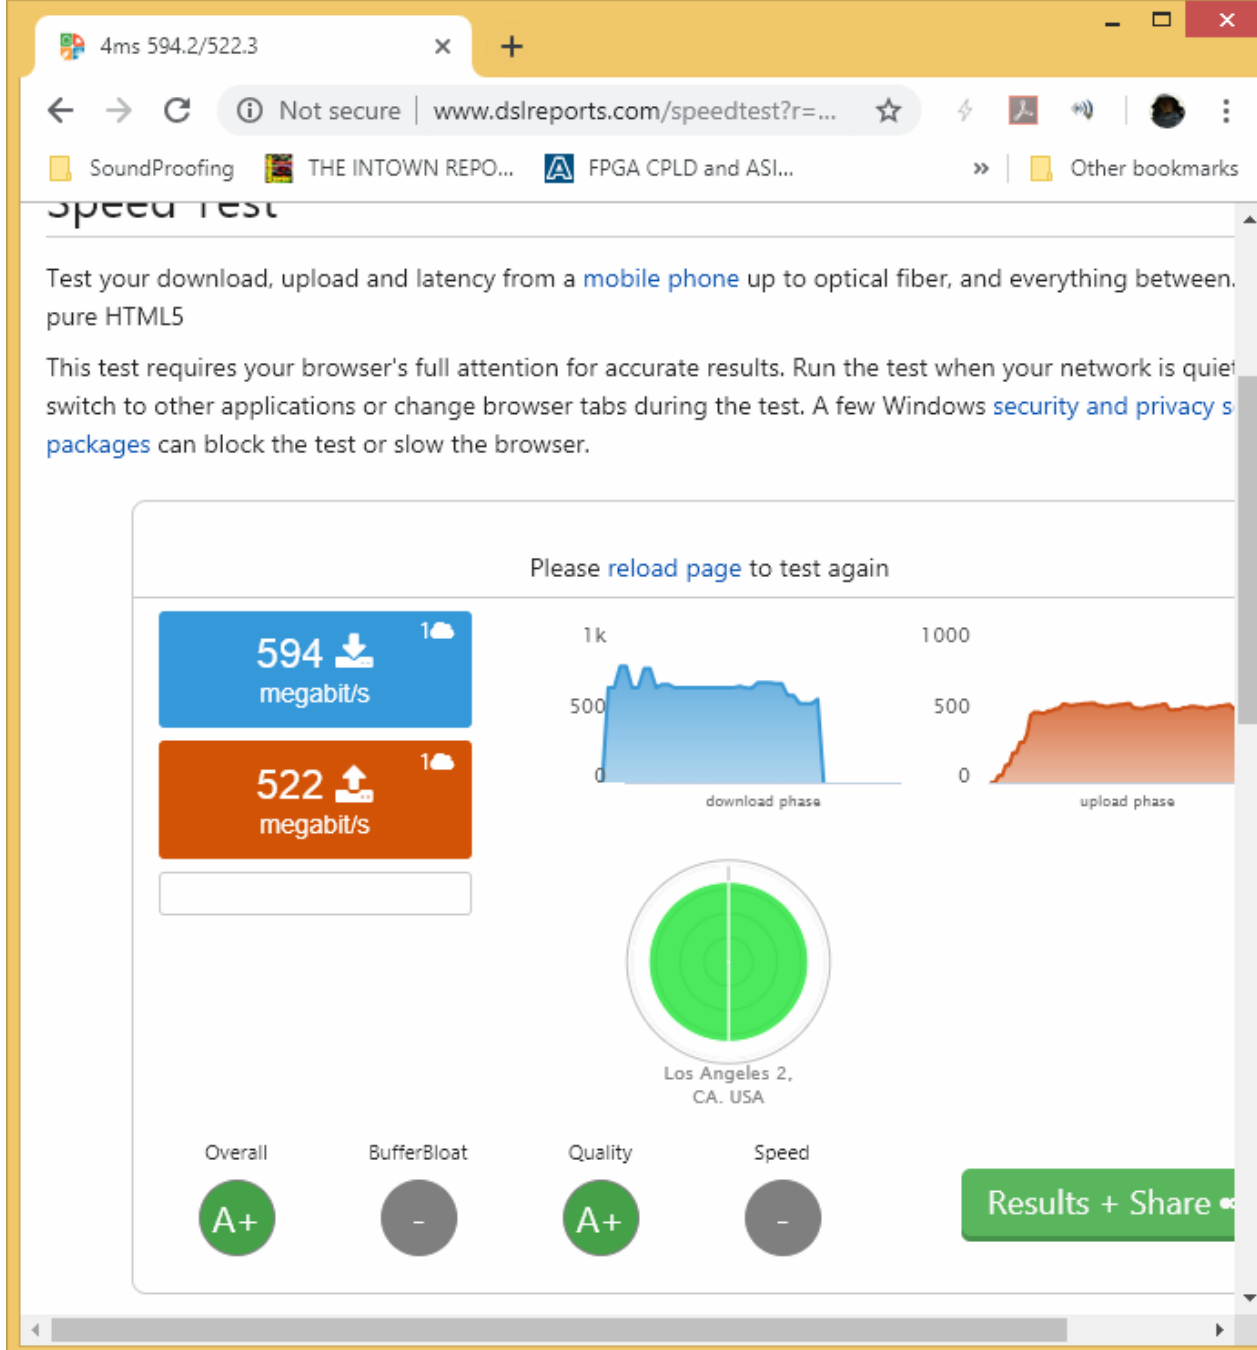 4ms 594.2/522.3
Not secure www.dslreports.com/speedtest?r=...
SoundProofing THE INTOWN REPO... FPGA CPLD and ASI... » Other bookmarks
Speed Test
Test your download, upload and latency from a mobile phone up to optical fiber, and everything between.
pure HTML5
This test requires your browser's full attention for accurate results. Run the test when your network is quiet
switch to other applications or change browser tabs during the test. A few Windows security and privacy s
packages can block the test or slow the browser.
Please reload page to test again
594
1
megabit/s
522
1
megabit/s
1k
500
0
download phase
1000
500
0
upload phase
Los Angeles 2,
CA. USA
Overall BufferBloat Quality Speed
A+ - A+ -
Results + Share